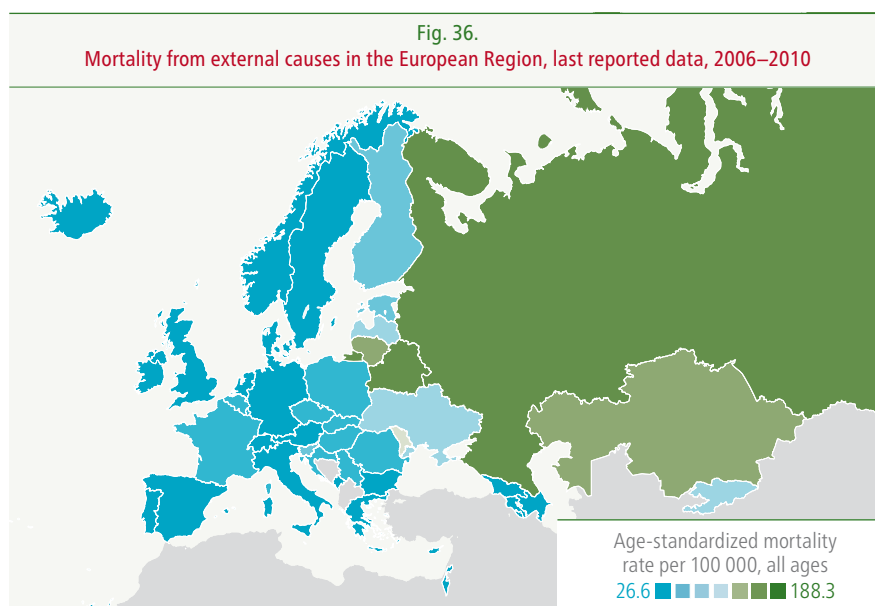 Fig. 36.
Mortality from external causes in the European Region, last reported data, 2006–2010
Age-standardized mortality
rate per 100 000, all ages
26.6 188.3